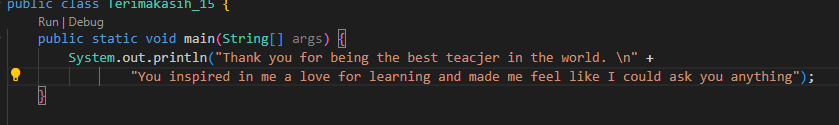 public class Terimakasih_15 {
Run | Debug
public static void main(String[] args) {
System.out.println("Thank you for being the best teacjer in the world. \n" +
"You inspired in me a love for learning and made me feel like I could ask you anything");
}